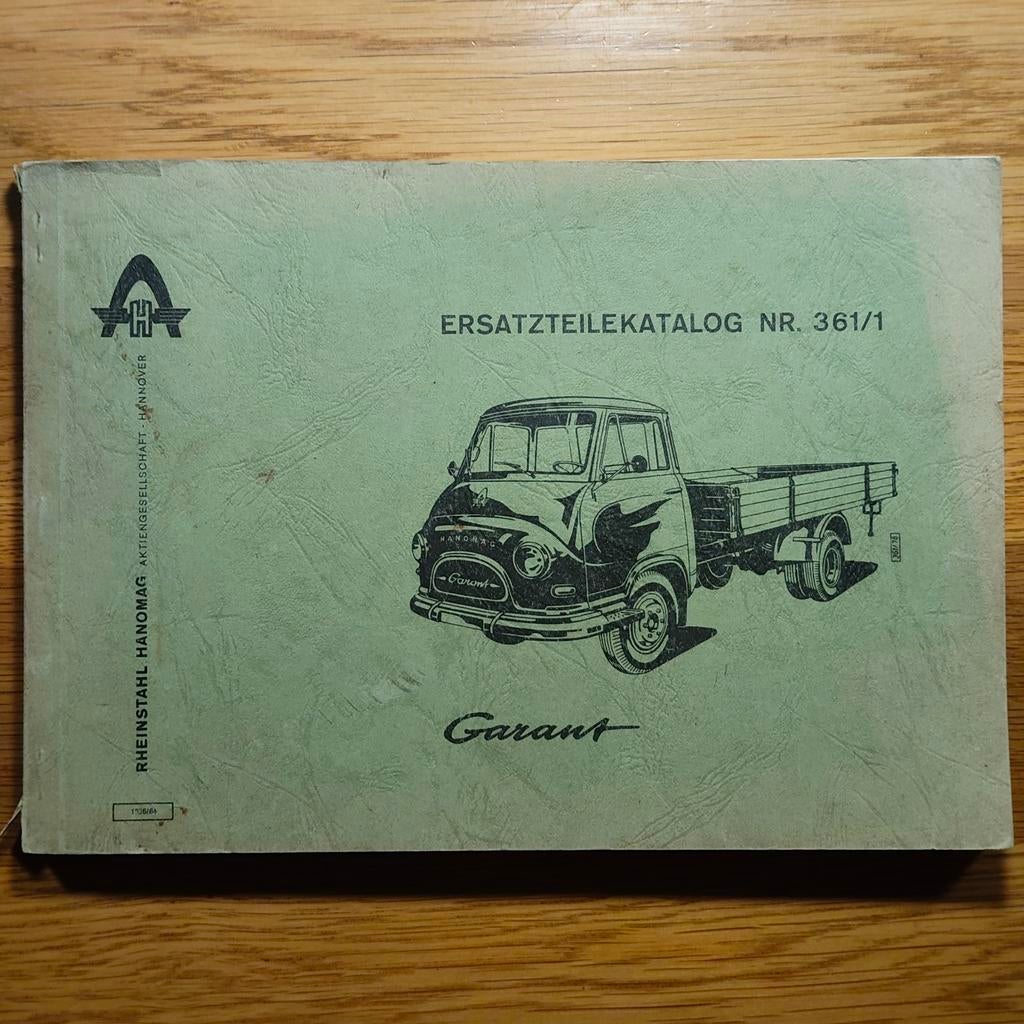 ERSATZTEILEKATALOG NR. 361/1
RHEINSTAHL HANOMAG AKTIENGESELLSCHAFT - HANNOVER
HANOMAG
Garant
Garant